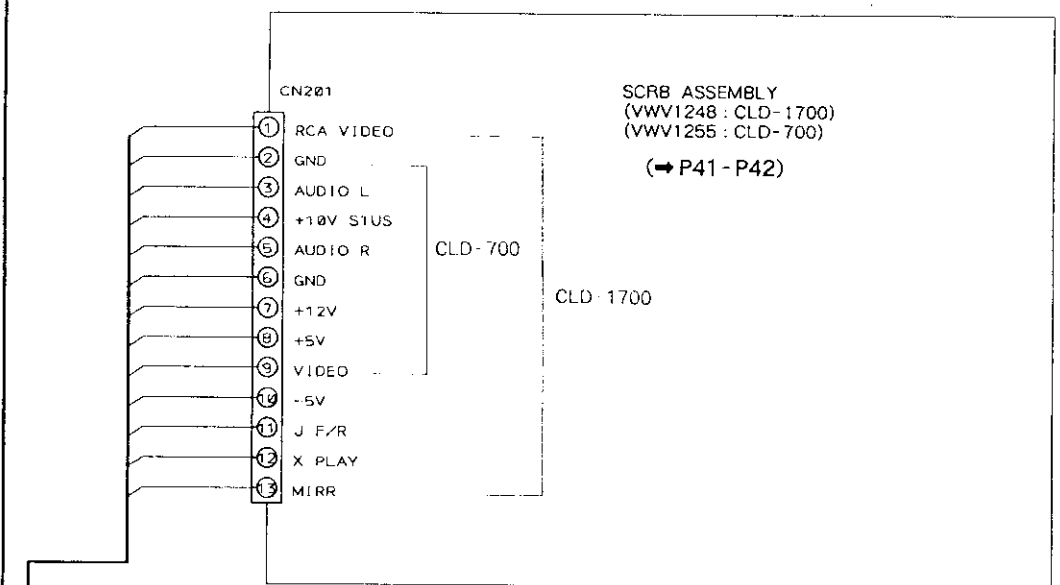 CN201
SCRB ASSEMBLY
(VWV1248 : CLD-1700)
(VWV1255 : CLD-700)
(➡ P41 - P42)
1 RCA VIDEO
2 GND
3 AUDIO L
4 +10V S1US
5 AUDIO R
6 GND
7 +12V
8 +5V
9 VIDEO
10 -5V
11 J F/R
12 X PLAY
13 MIRR
CLD-700
CLD-1700